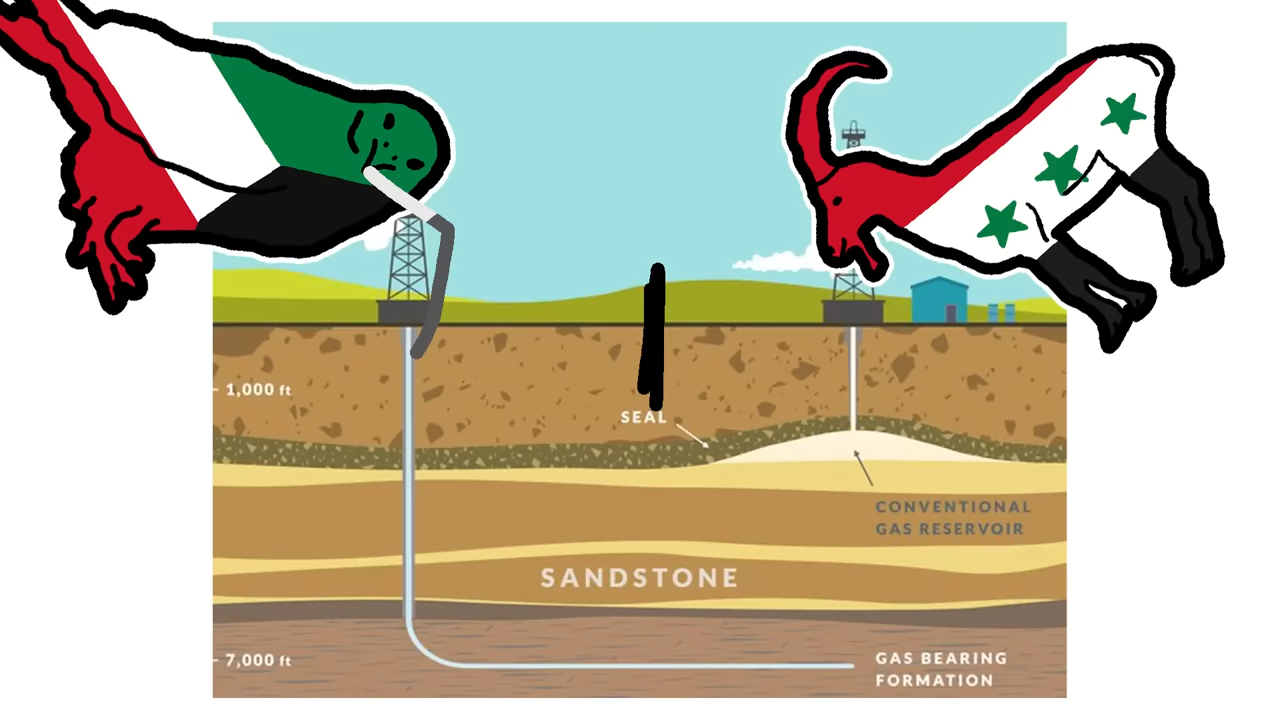 1,000 ft
SEAL
CONVENTIONAL
GAS RESERVOIR
SANDSTONE
7,000 ft
GAS BEARING
FORMATION